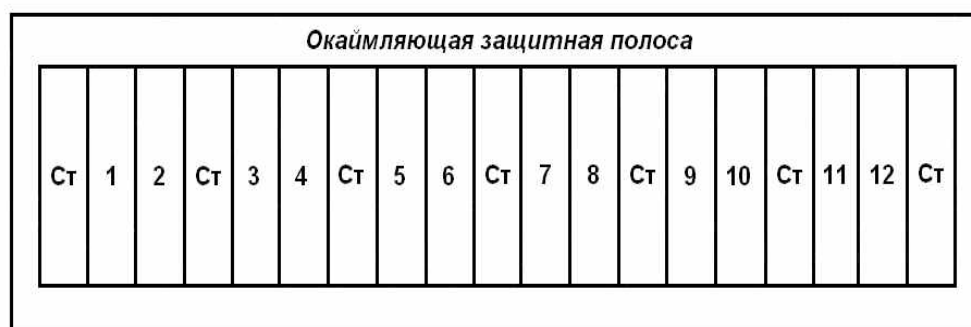 Окаймляющая защитная полоса
Ст 1 2 Ст 3 4 Ст 5 6 Ст 7 8 Ст 9 10 Ст 11 12 Ст